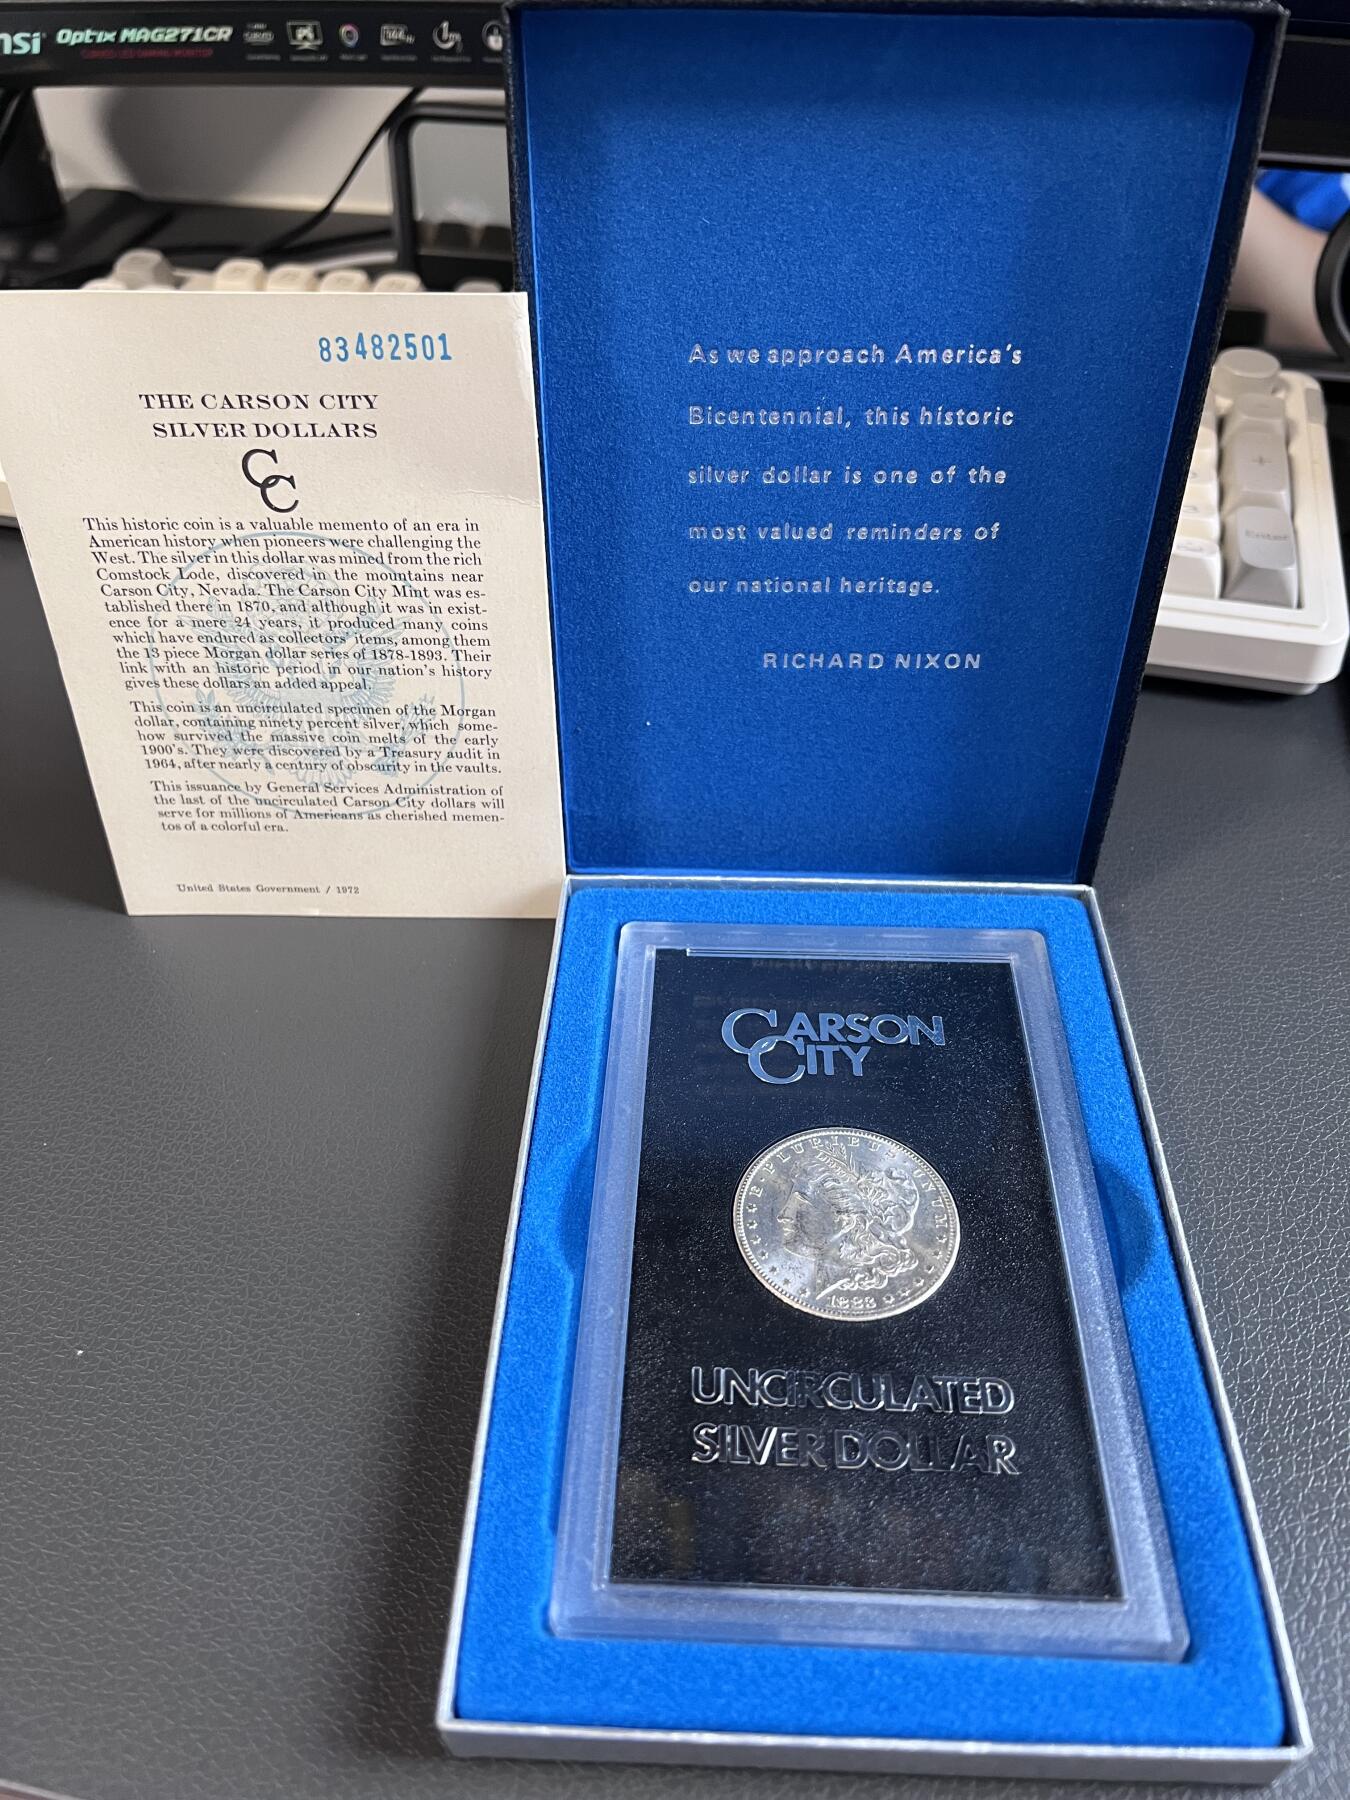 Optix MAG271CR
83482501
THE CARSON CITY
SILVER DOLLARS
CC
This historic coin is a valuable memento of an era in
American history when pioneers were challenging the
West. The silver in this dollar was mined from the rich
Comstock Lode, discovered in the mountains near
Carson City, Nevada. The Carson City Mint was es-
tablished there in 1870, and although it was in exist-
ence for a mere 24 years, it produced many coins
which have endured as collectors' items, among them
the 13 piece Morgan dollar series of 1878-1893. Their
link with an historic period in our nation's history
gives these dollars an added appeal.
This coin is an uncirculated specimen of the Morgan
dollar, containing ninety percent silver, which some-
how survived the massive coin melts of the early
1900's. They were discovered by a Treasury audit in
1964, after nearly a century of obscurity in the vaults.
This issuance by General Services Administration of
the last of the uncirculated Carson City dollars will
serve for millions of Americans as cherished memen-
tos of a colorful era.
United States Government / 1972
As we approach America's
Bicentennial, this historic
silver dollar is one of the
most valued reminders of
our national heritage.
RICHARD NIXON
CARSON
CITY
E·PLURIBUS·UNUM
1883
UNCIRCULATED
SILVER DOLLAR
Enter